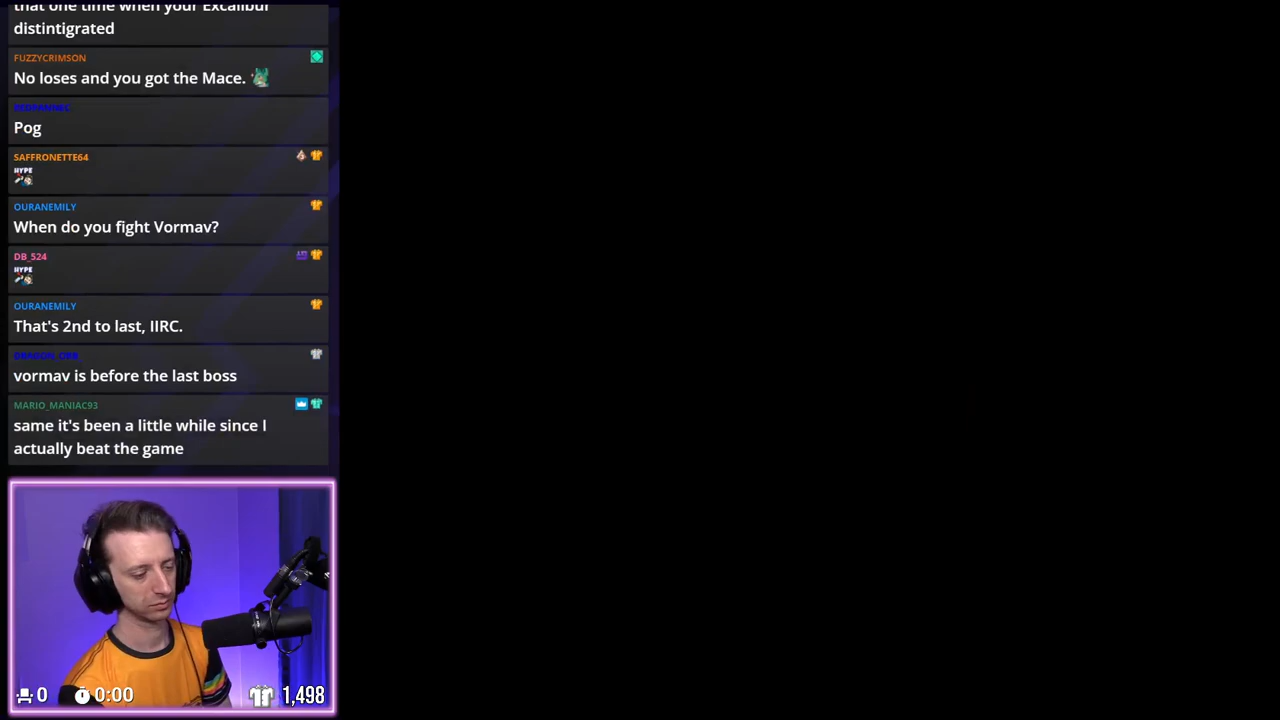 that one time when your Excalibur
distintigrated
FUZZYCRIMSON
No loses and you got the Mace.
Pog
SAFFRONETTE64
HYPE
OURANEMILY
When do you fight Vormav?
DB_524
HYPE
OURANEMILY
That's 2nd to last, IIRC.
vormav is before the last boss
MARIO_MANIAC93
same it's been a little while since I
actually beat the game
0 0:00 1,498